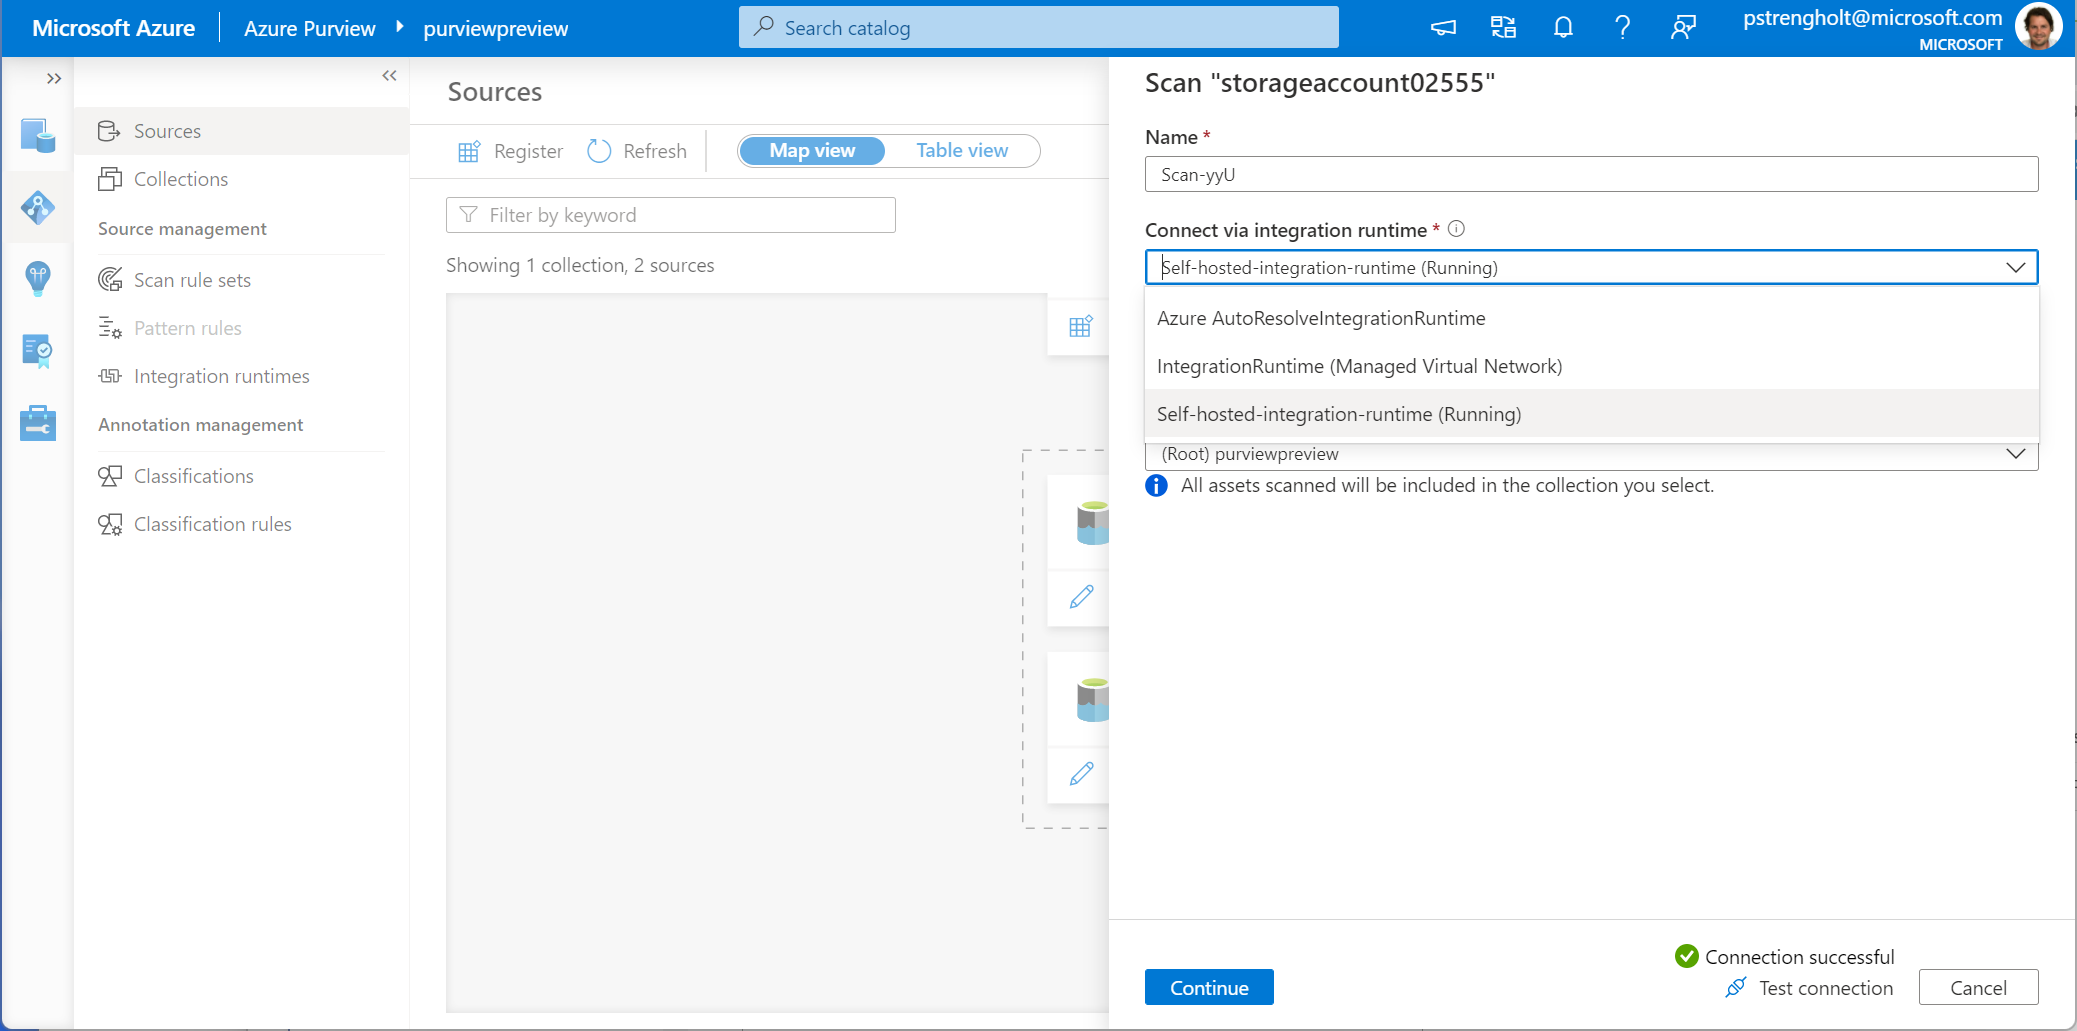 Microsoft Azure
Azure Purview
purviewpreview
Search catalog
pstrengholt@microsoft.com
MICROSOFT
Sources
Collections
Source management
Scan rule sets
Pattern rules
Integration runtimes
Annotation management
Classifications
Classification rules
Sources
Register
Refresh
Map view
Table view
Filter by keyword
Showing 1 collection, 2 sources
Scan "storageaccount02555"
Name *
Scan-yyU
Connect via integration runtime *
Self-hosted-integration-runtime (Running)
Azure AutoResolveIntegrationRuntime
IntegrationRuntime (Managed Virtual Network)
Self-hosted-integration-runtime (Running)
(Root) purviewpreview
All assets scanned will be included in the collection you select.
Connection successful
Continue
Test connection
Cancel